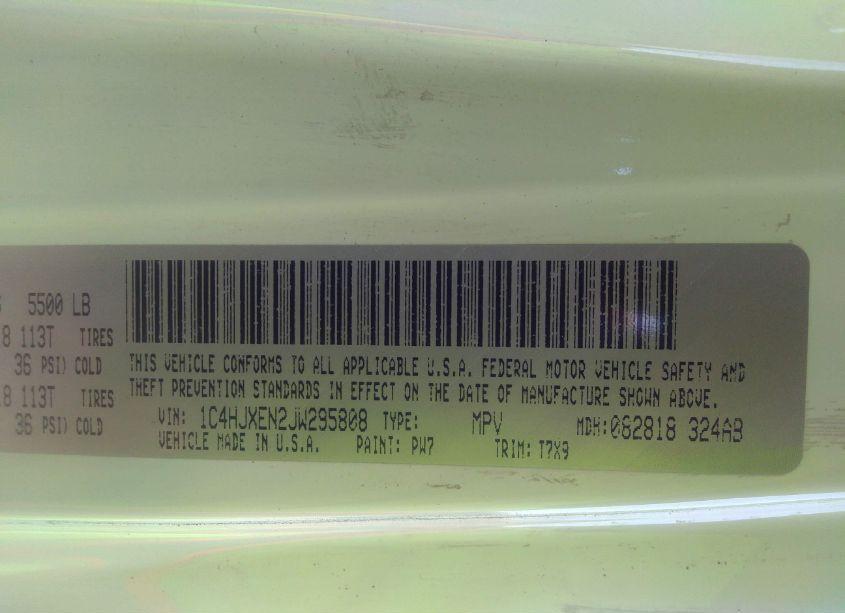 5500 LB
8 113T TIRES
36 PSI) COLD
8 113T TIRES
36 PSI) COLD
THIS VEHICLE CONFORMS TO ALL APPLICABLE U.S.A. FEDERAL MOTOR VEHICLE SAFETY AND
THEFT PREVENTION STANDARDS IN EFFECT ON THE DATE OF MANUFACTURE SHOWN ABOVE.
VIN: 1C4HJXEN2JW295808 TYPE: MPV MDH:082818 324AB
VEHICLE MADE IN U.S.A. PAINT: PW7 TRIM: T7X9